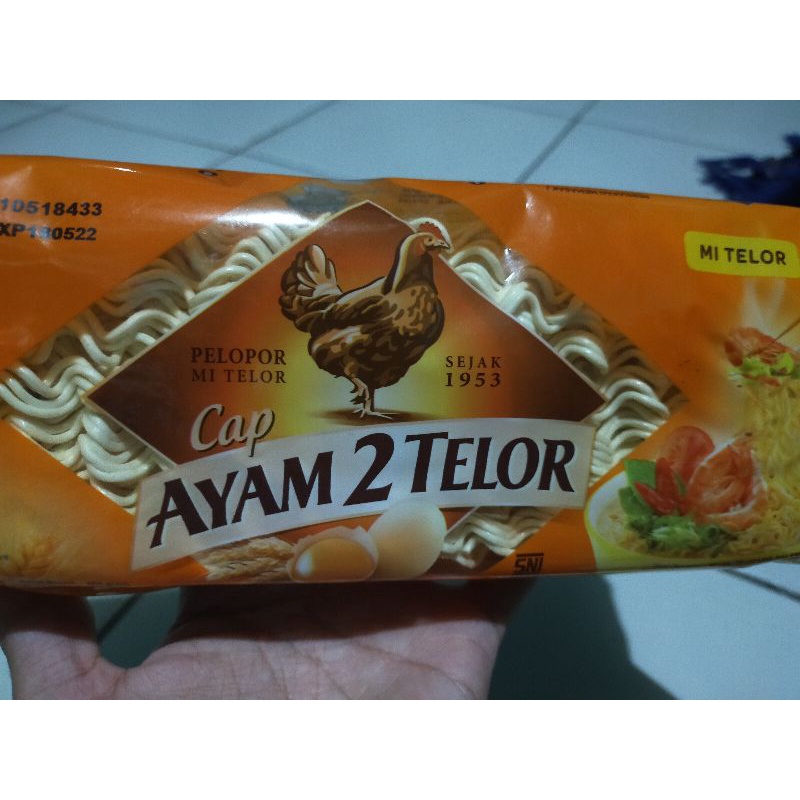 10518433
XP180522
MI TELOR
PELOPOR
MI TELOR
SEJAK
1953
Cap
AYAM 2 TELOR
SNI